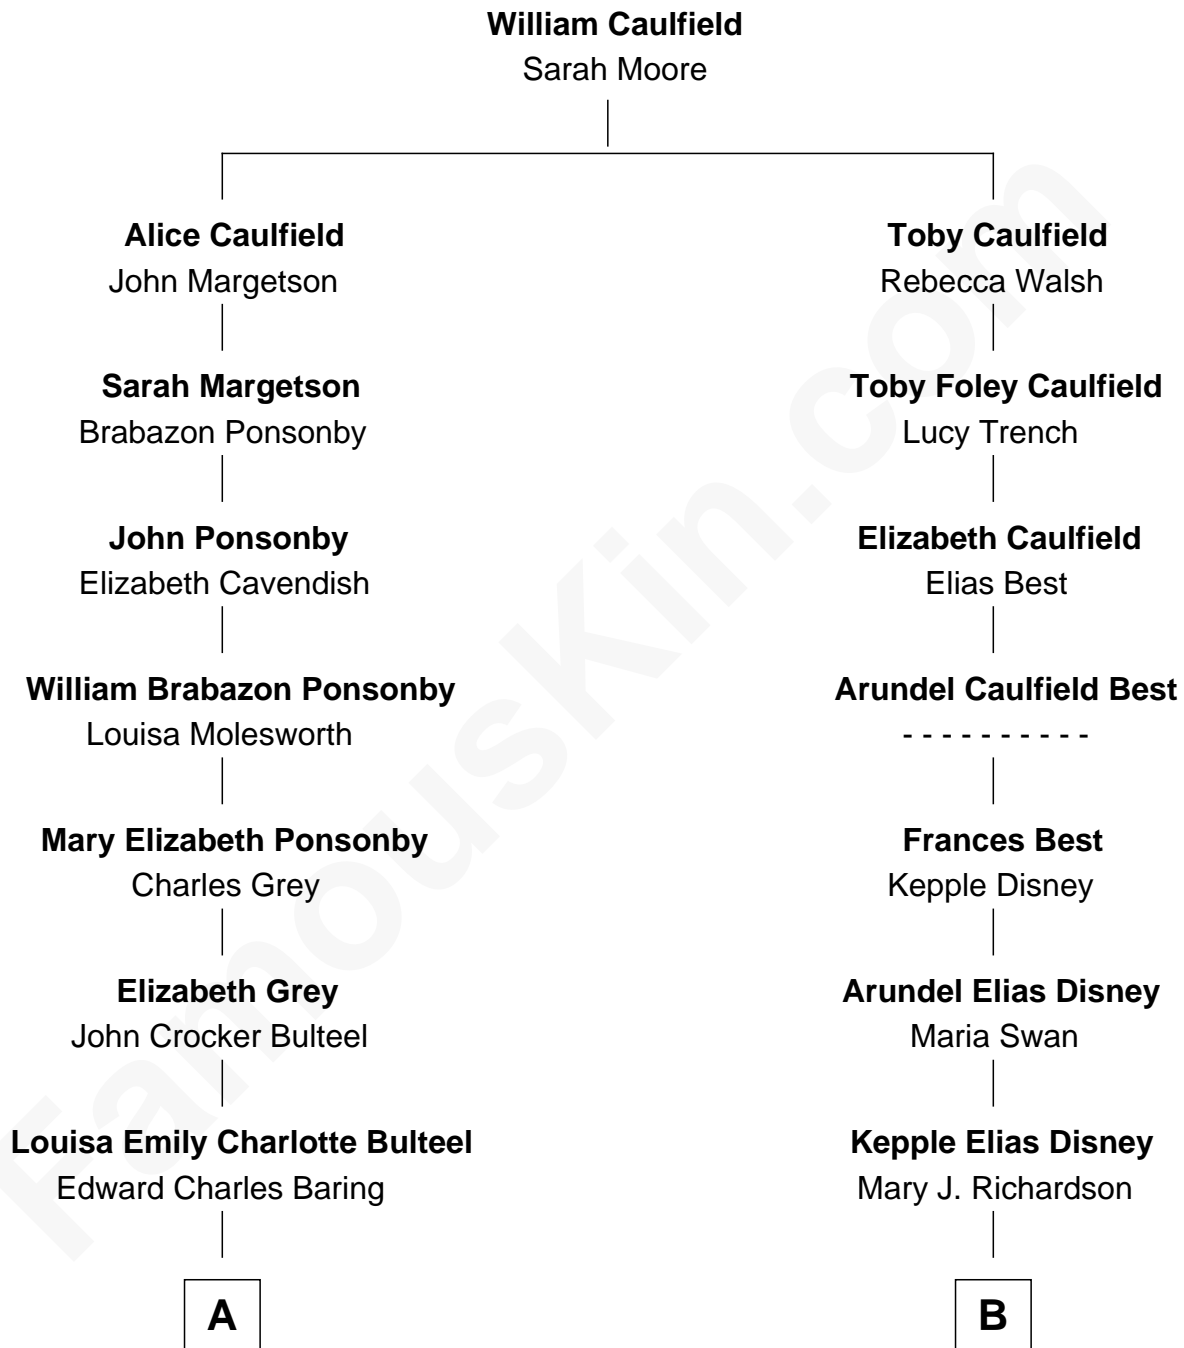 William Caulfield
Sarah Moore
Alice Caulfield
John Margetson
Toby Caulfield
Rebecca Walsh
Sarah Margetson
Brabazon Ponsonby
Toby Foley Caulfield
Lucy Trench
John Ponsonby
Elizabeth Cavendish
Elizabeth Caulfield
Elias Best
William Brabazon Ponsonby
Louisa Molesworth
Arundel Caulfield Best
- - - - - - - - - -
Mary Elizabeth Ponsonby
Charles Grey
Frances Best
Kepple Disney
Elizabeth Grey
John Crocker Bulteel
Arundel Elias Disney
Maria Swan
Louisa Emily Charlotte Bulteel
Edward Charles Baring
Kepple Elias Disney
Mary J. Richardson
A
B
FamousKin.com